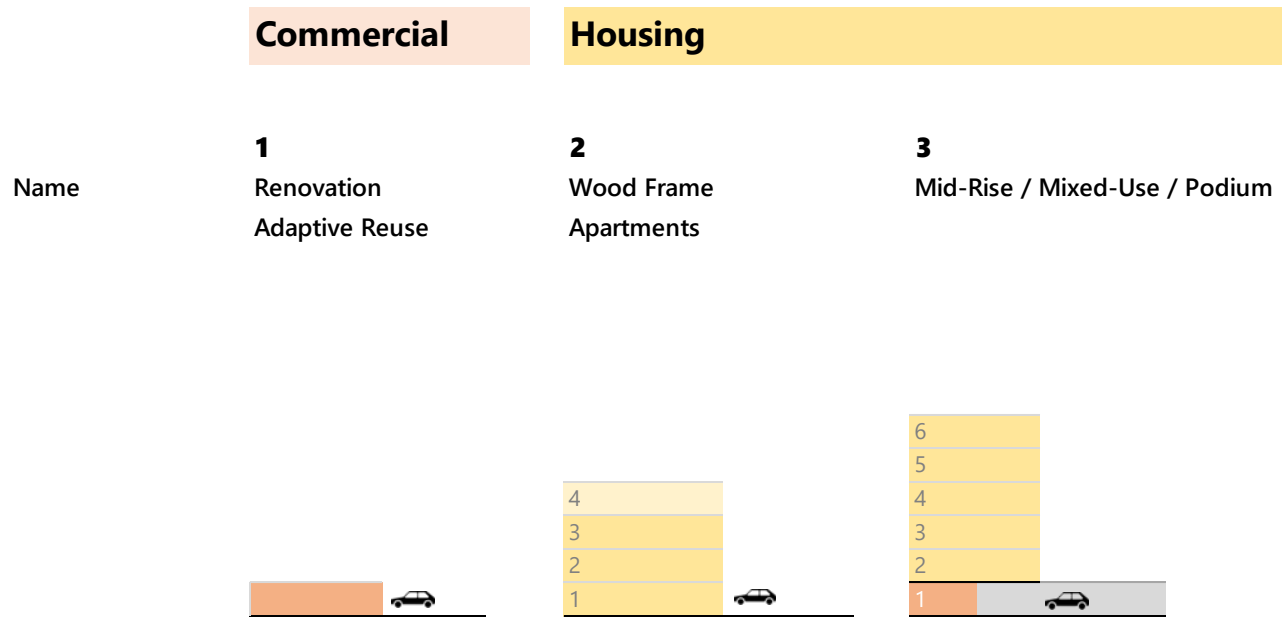 Commercial
Housing
1
2
3
Name
Renovation
Adaptive Reuse
Wood Frame
Apartments
Mid-Rise / Mixed-Use / Podium
4
3
2
1
6
5
4
3
2
1